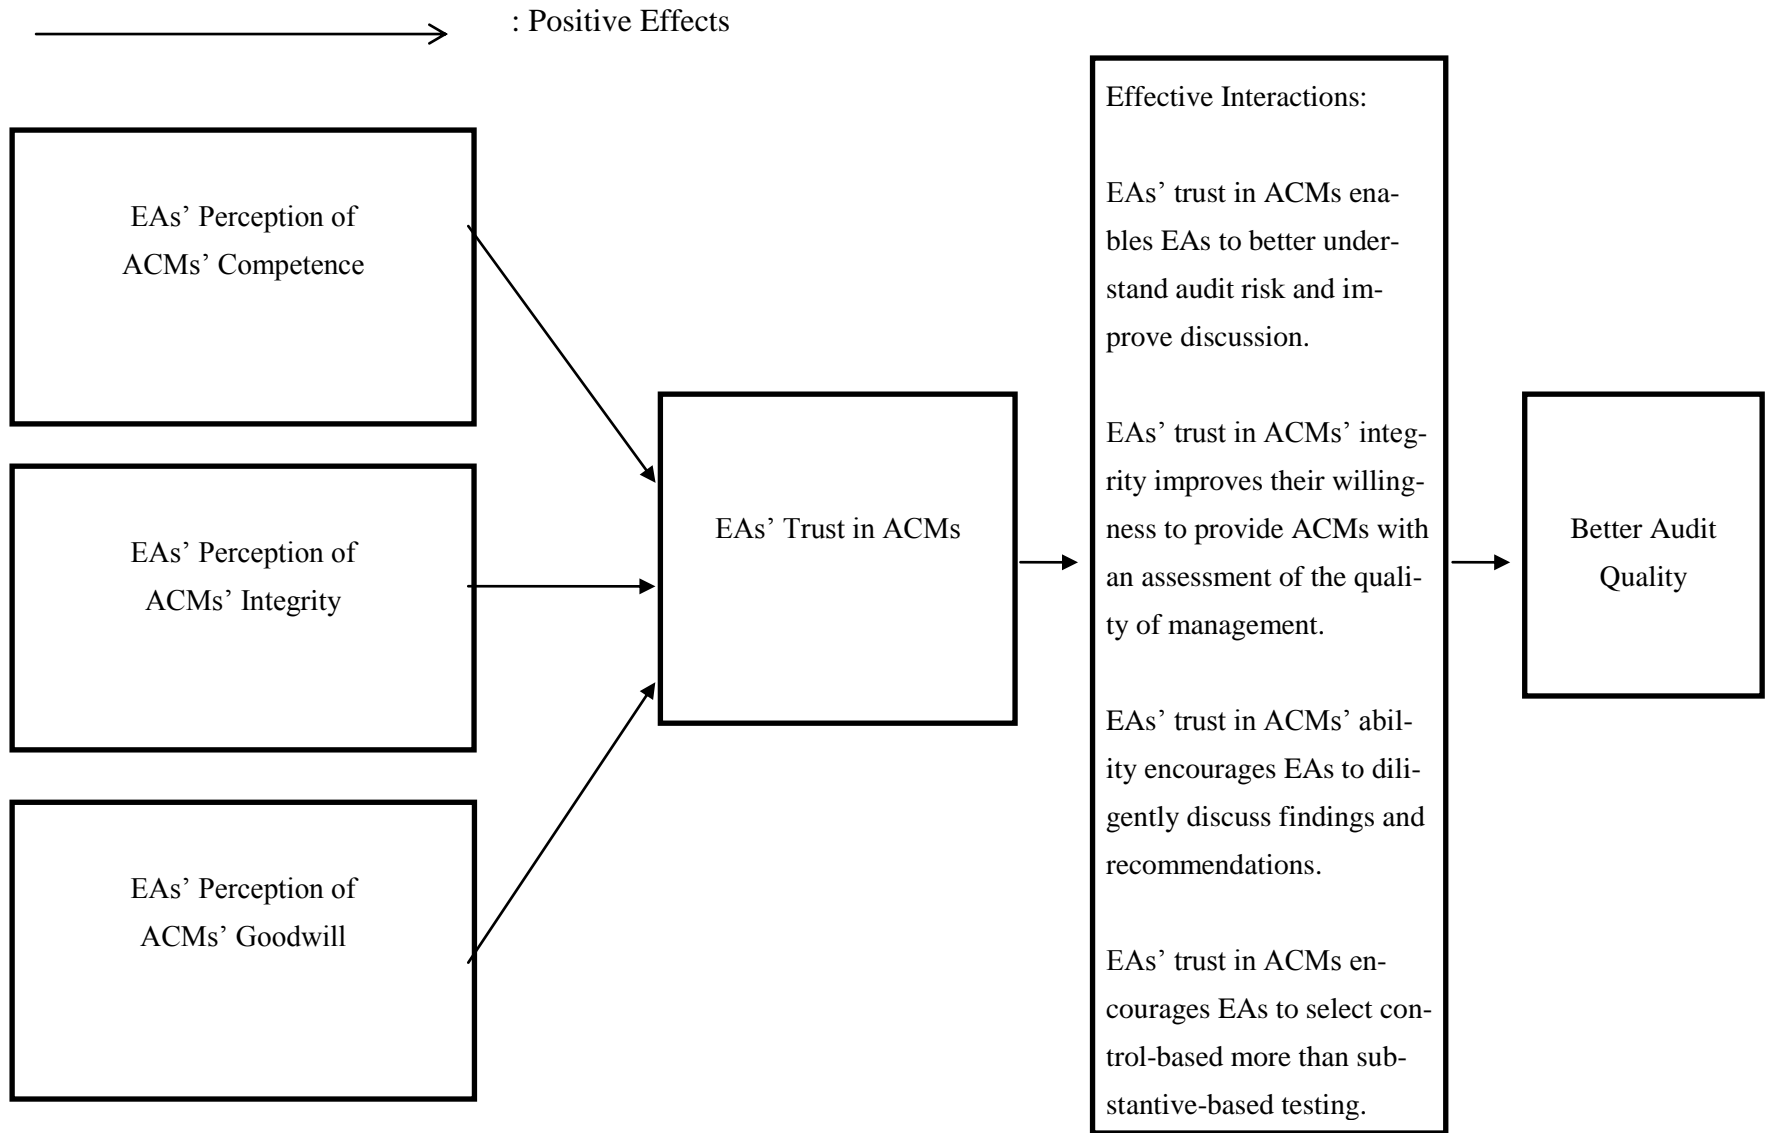 : Positive Effects
EAs’ Perception of
ACMs’ Competence
EAs’ Perception of
ACMs’ Integrity
EAs’ Perception of
ACMs’ Goodwill
EAs’ Trust in ACMs
Effective Interactions:
EAs’ trust in ACMs ena-
bles EAs to better under-
stand audit risk and im-
prove discussion.
EAs’ trust in ACMs’ integ-
rity improves their willing-
ness to provide ACMs with
an assessment of the quali-
ty of management.
EAs’ trust in ACMs’ abil-
ity encourages EAs to dili-
gently discuss findings and
recommendations.
EAs’ trust in ACMs en-
courages EAs to select con-
trol-based more than sub-
stantive-based testing.
Better Audit
Quality